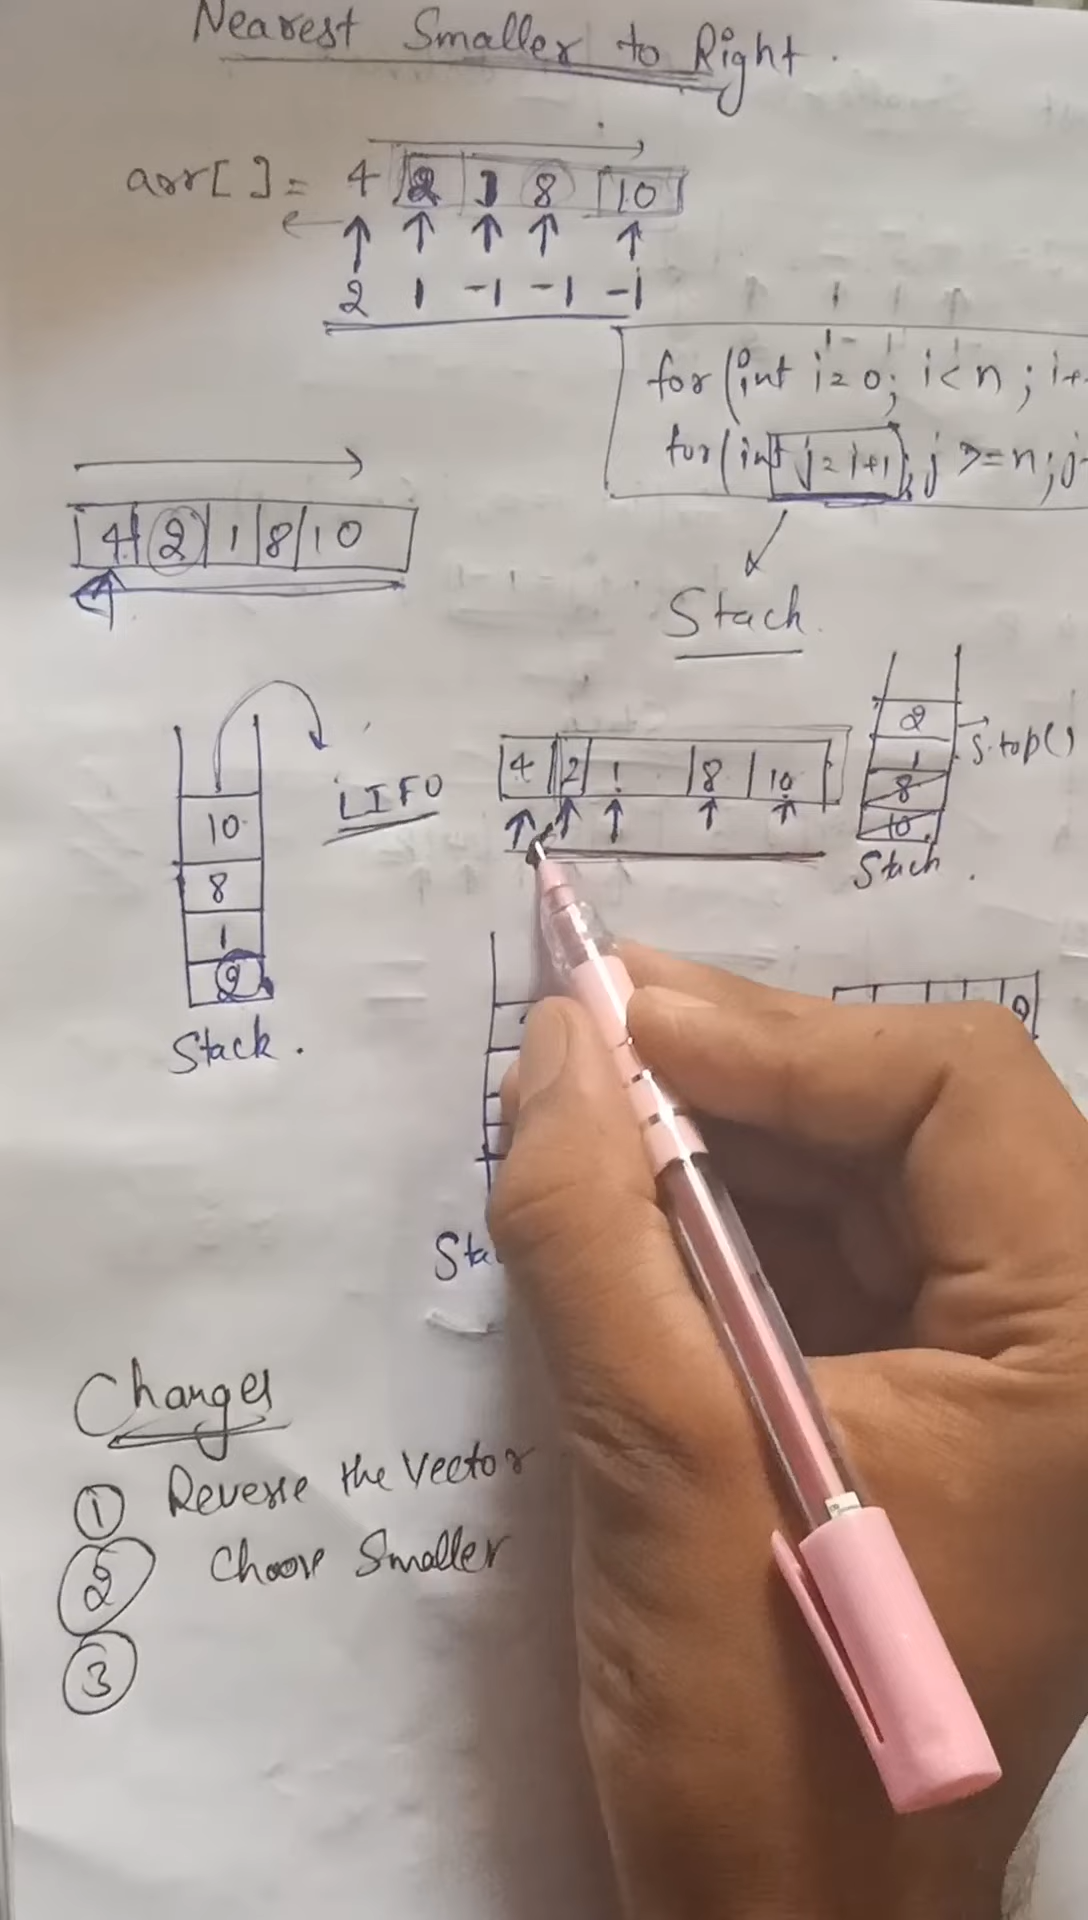 Nearest Smaller to Right.
arr[ ] = 4 2 1 8 10
2 1 -1 -1 -1
for (int i=0; i<n; i+
for (int j=i+1; j>=n; j-
4 2 1 8 10
Stack
10
8
1
2
Stack.
LIFO
4 2 1 8 10
2
1
8
10
s.top()
Stack.
Sta
Changes
1 Reverse the Vector
2 Choose Smaller
3